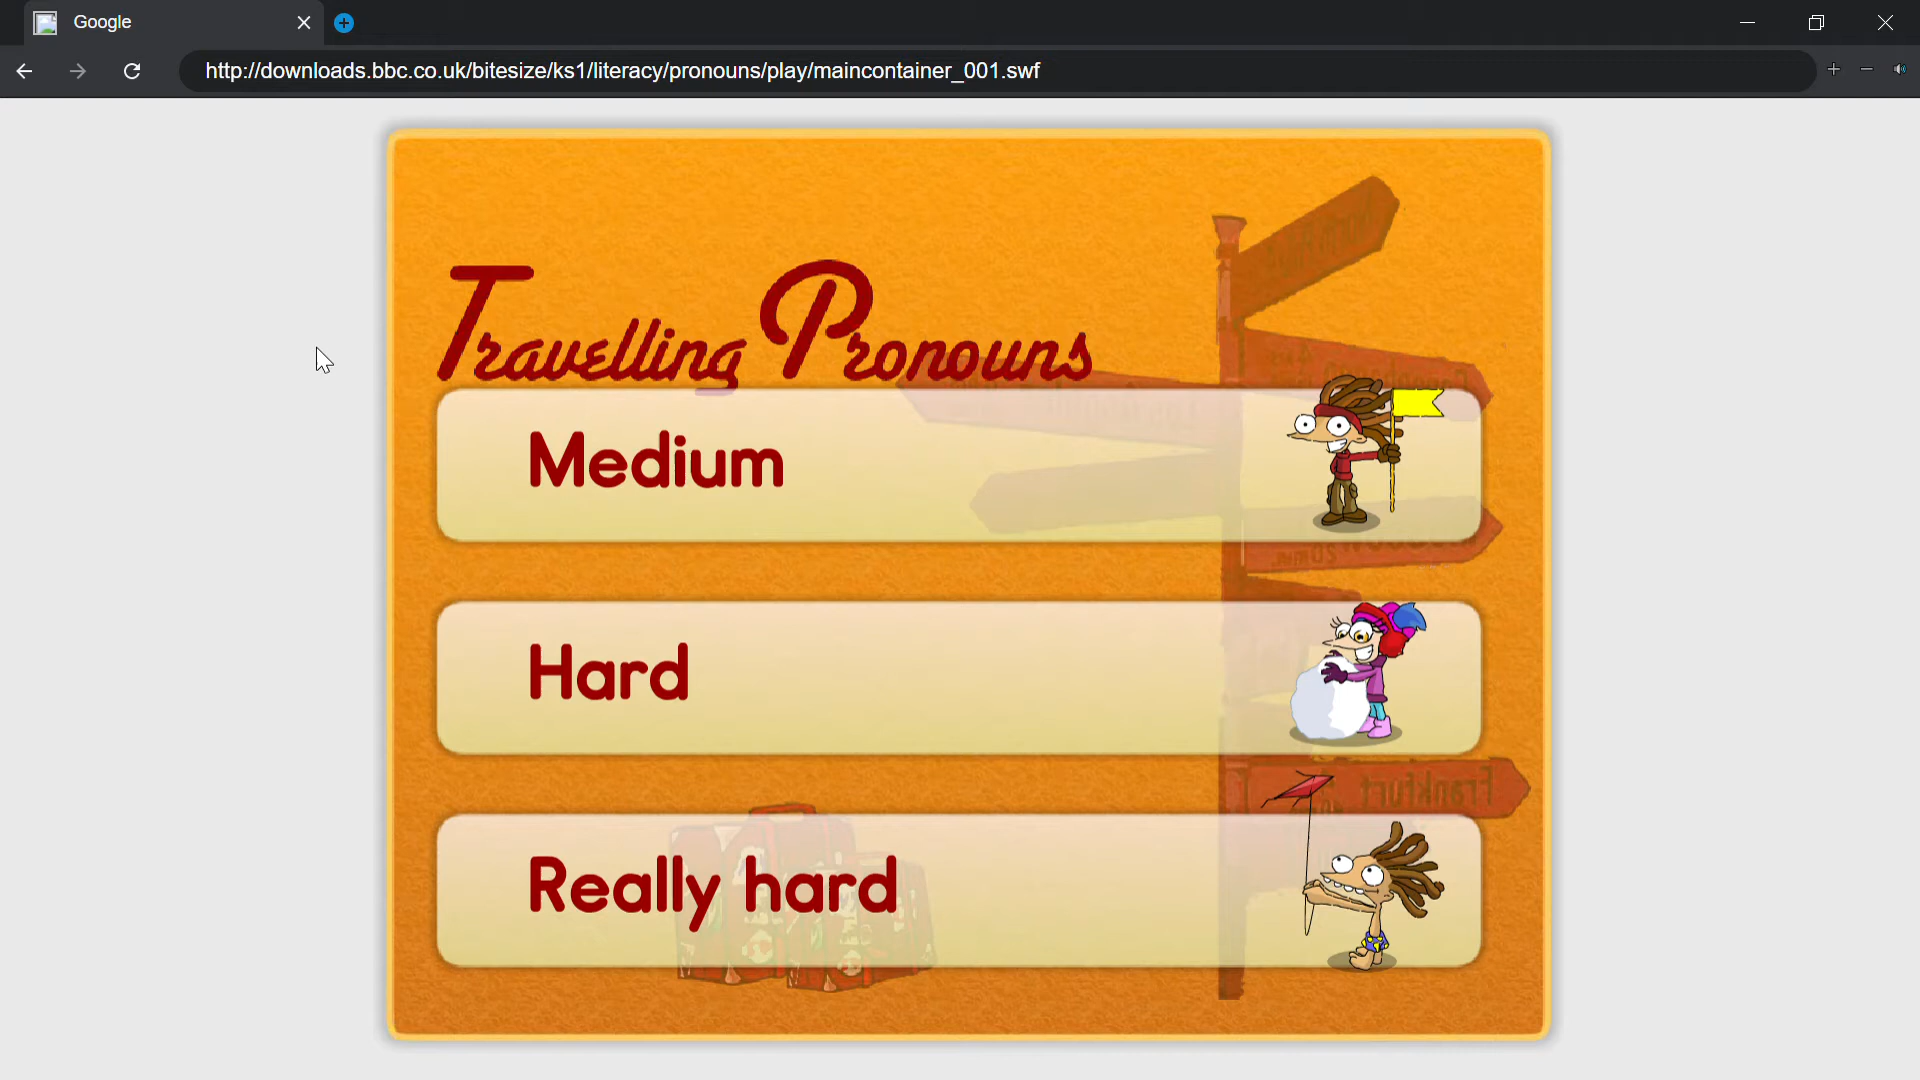 Google
http://downloads.bbc.co.uk/bitesize/ks1/literacy/pronouns/play/maincontainer_001.swf
Travelling Pronouns
Medium
Hard
Really hard
Frankfurt